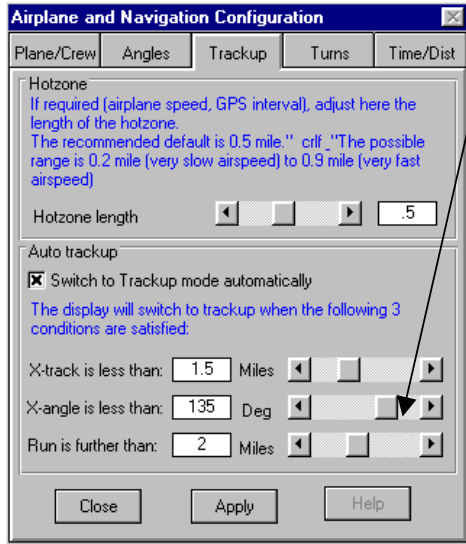 Airplane and Navigation Configuration
Plane/Crew Angles Trackup Turns Time/Dist
Hotzone
If required (airplane speed, GPS interval), adjust here the
length of the hotzone.
The recommended default is 0.5 mile." crlf _"The possible
range is 0.2 mile (very slow airspeed) to 0.9 mile (very fast
airspeed)
Hotzone length .5
Auto trackup
Switch to Trackup mode automatically
The display will switch to trackup when the following 3
conditions are satisfied:
X-track is less than: 1.5 Miles
X-angle is less than: 135 Deg
Run is further than: 2 Miles
Close Apply Help